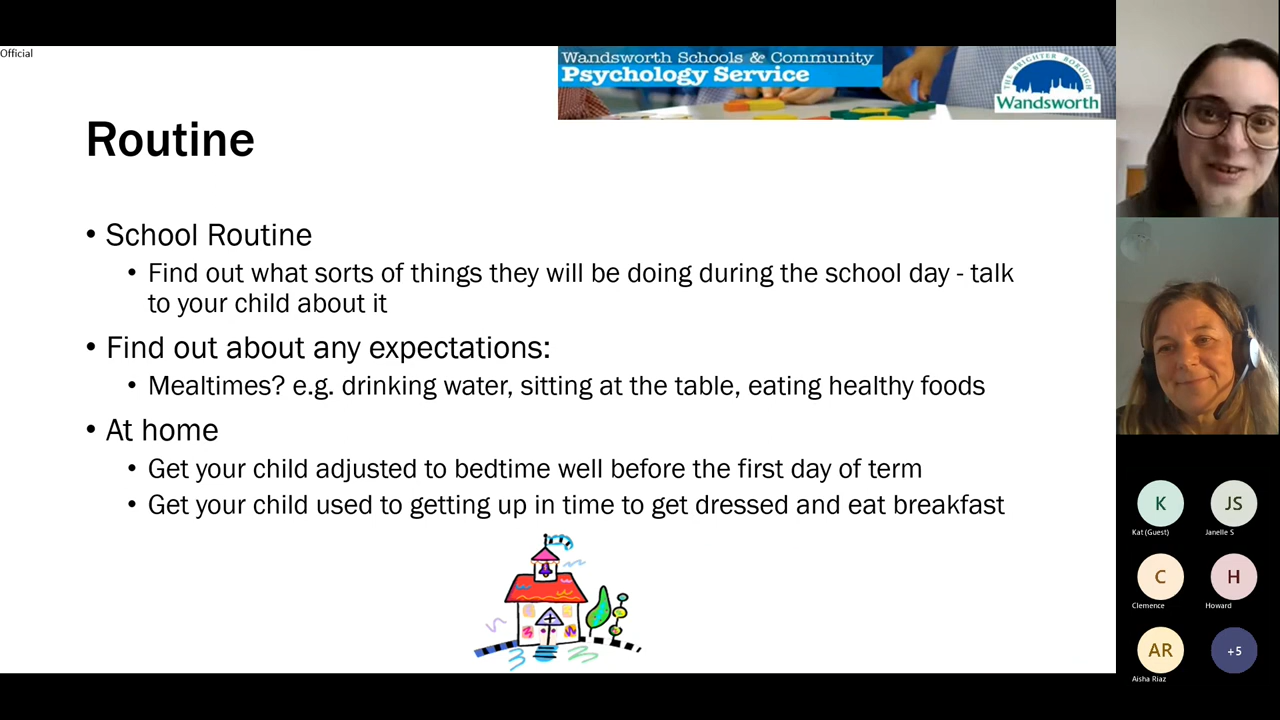 Official
Wandsworth Schools & Community
Psychology Service
THE BRIGHTER BOROUGH
Wandsworth
Routine
• School Routine
• Find out what sorts of things they will be doing during the school day - talk
to your child about it
• Find out about any expectations:
• Mealtimes? e.g. drinking water, sitting at the table, eating healthy foods
• At home
• Get your child adjusted to bedtime well before the first day of term
• Get your child used to getting up in time to get dressed and eat breakfast
K
JS
Kat (Guest)
Janelle S
C
H
Clemence
Howard
AR
+5
Aisha Riaz